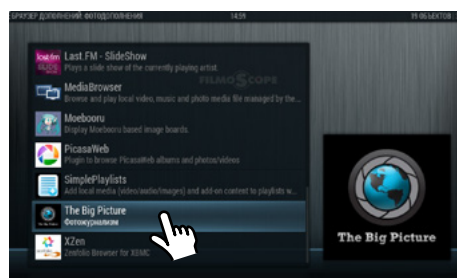 БРАУЗЕР ДОПОЛНЕНИЙ ФОТОДОПОЛНЕНИЯ 14:59
Last.FM - SlideShow
Plays a slide show of the currently playing artist.
FILMOSCOPE
MediaBrowser
Browse and play local video, music and photo media file managed by the...
Moebooru
Display Moebooru based image boards.
PicasaWeb
Plugin to browse PicasaWeb albums and photos/videos
SimplePlaylists
Add local media (video/audio/images) and add-on content to playlists w...
The Big Picture
Фотожурнализм
XZen
Zenfolio Browser for XBMC
The Big Picture